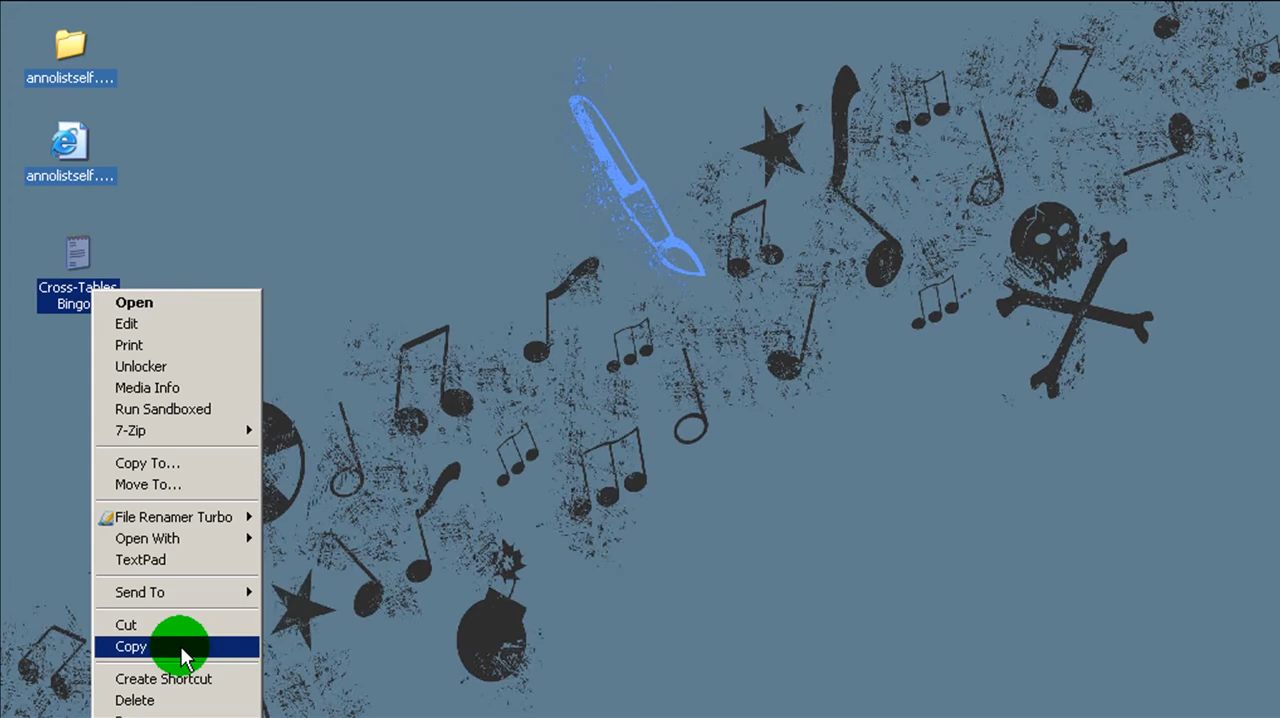 annolistself....
annolistself....
Cross-Tables
Bingo
Open
Edit
Print
Unlocker
Media Info
Run Sandboxed
7-Zip
Copy To...
Move To...
File Renamer Turbo
Open With
TextPad
Send To
Cut
Copy
Create Shortcut
Delete